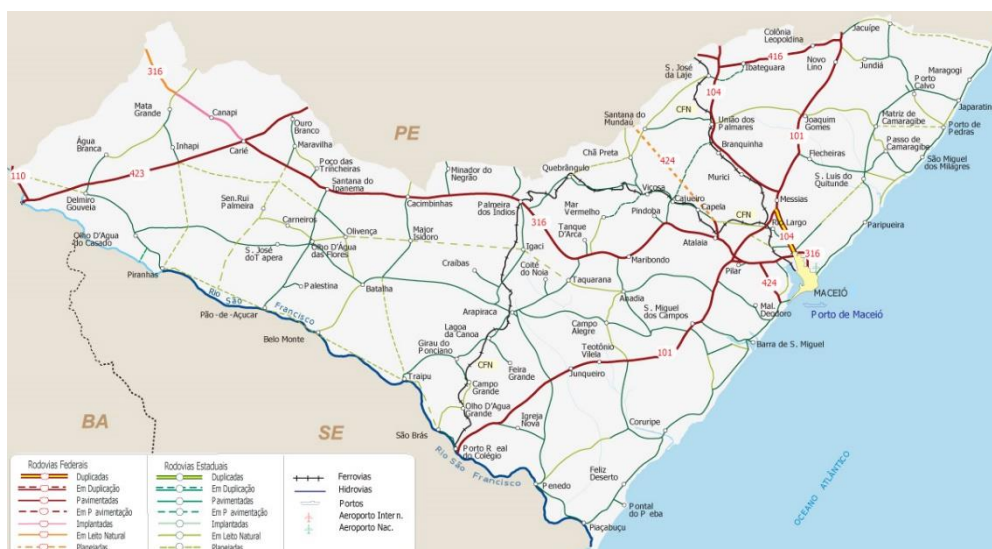 Colônia
Leopoldina
Jacuípe
416
316
S. José
da Laje
Ibateguara
Novo
Lino
Jundiá
104
Maragogi
Porto
Calvo
Mata
Grande
Canapi
CFN
Japaratin
Ouro
Branco
PE
Santana do
Mundaú
União dos
Palmares
Joaquim
Gomes
Matriz de
Camaragibe
Porto de
Pedras
101
Água
Branca
Inhapi
Carié
Maravilha
Branquinha
Passo de
Camaragibe
Chã Preta
424
Flecheiras
São Miguel
dos Milagres
110
423
Poço das
Trincheiras
Minador do
Negrão
Quebrângulo
Murici
S. Luis do
Quitunde
Santana do
Ipanema
Viçosa
Cajueiro
Messias
Delmiro
Gouveia
Sen.Rui
Palmeira
Cacimbinhas
Palmeira
dos Índios
Mar
Vermelho
Pindoba
Capela
CFN
Rio Largo
Paripueira
Carneiros
316
Olho D'Agua
do Casado
Olivença
Major
Isidoro
Tanque
D'Arca
Atalaia
104
S. José
do T apera
Olho D'Água
das Flores
Igaci
Maribondo
316
Piranhas
Craíbas
Coité
do Noia
Taquarana
Pilar
424
Rio São Francisco
Palestina
Batalha
Anadia
MACEIÓ
Pão-de-Açucar
Arapiraca
S. Miguel
dos Campos
Mal.
Deodoro
Porto de Maceió
Belo Monte
Lagoa
da Canoa
Campo
Alegre
Girau do
Ponciano
Teotônio
Vilela
101
Barra de S. Miguel
CFN
Feira
Grande
Junqueiro
Traipu
Campo
Grande
Olho D'Agua
Grande
BA
SE
Igreja
Nova
Coruripe
São Brás
Porto R eal
do Colégio
Rio São Francisco
Feliz
Deserto
Penedo
Pontal
do P eba
Piaçabuçu
OCEANO ATLÂNTICO
Rodovias Federais
Duplicadas
Em Duplicação
Pavimentadas
Em P avimentação
Implantadas
Em Leito Natural
Planejadas
Rodovias Estaduais
Duplicadas
Em Duplicação
Pavimentadas
Em P avimentação
Implantadas
Em Leito Natural
Planejadas
Ferrovias
Hidrovias
Portos
Aeroporto Inter n.
Aeroporto Nac.